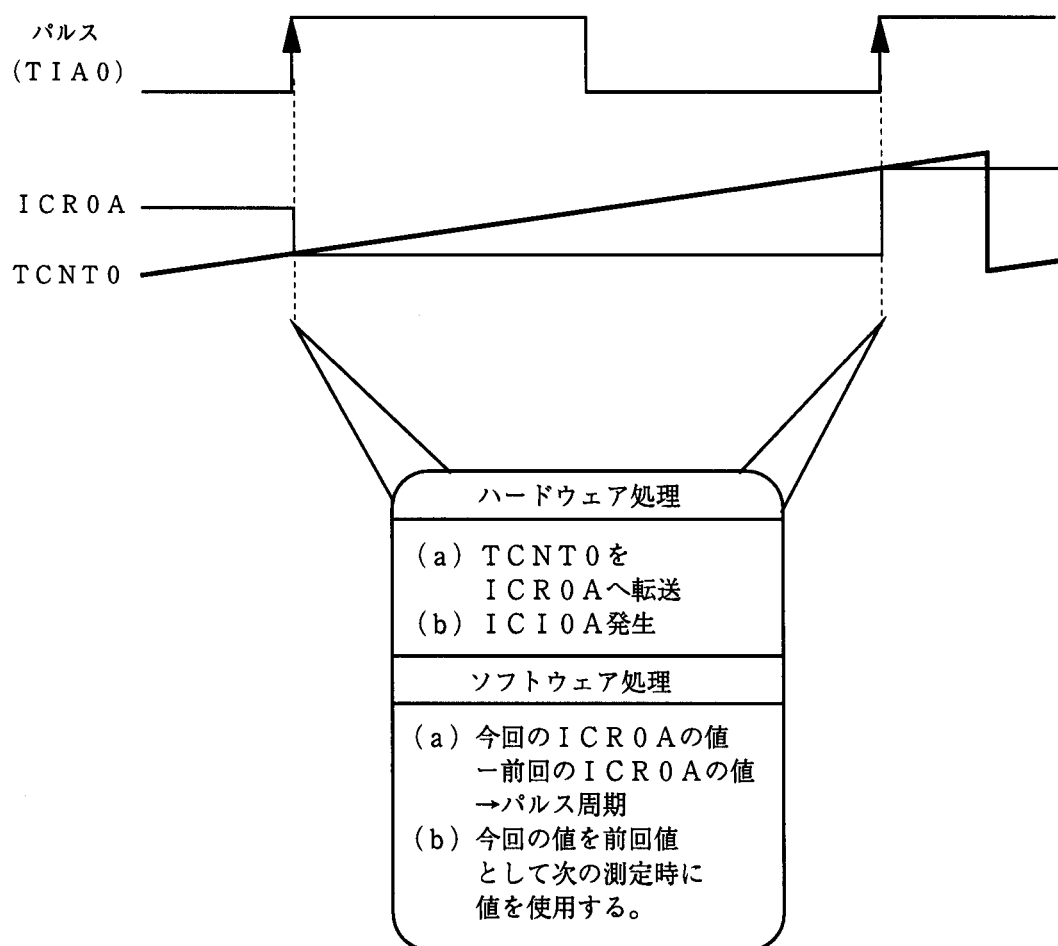 パルス
(TIA0)
ICR0A
TCNT0
ハードウェア処理
(a) TCNT0を
ICR0Aへ転送
(b) ICI0A発生
ソフトウェア処理
(a) 今回のICR0Aの値
ー前回のICR0Aの値
→パルス周期
(b) 今回の値を前回値
として次の測定時に
値を使用する。